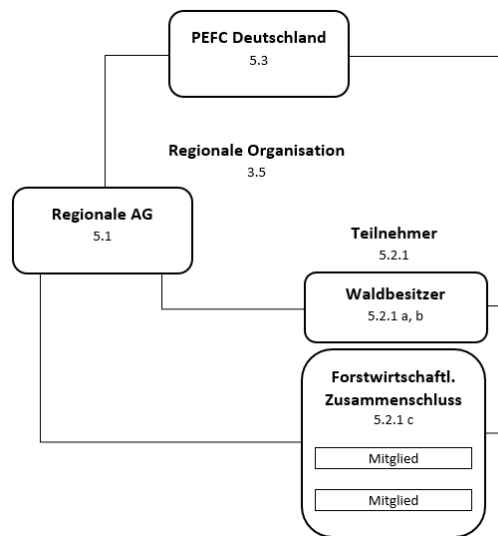 PEFC Deutschland
5.3
Regionale Organisation
3.5
Regionale AG
5.1
Teilnehmer
5.2.1
Waldbesitzer
5.2.1 a, b
Forstwirtschaftl.
Zusammenschluss
5.2.1 c
Mitglied
Mitglied